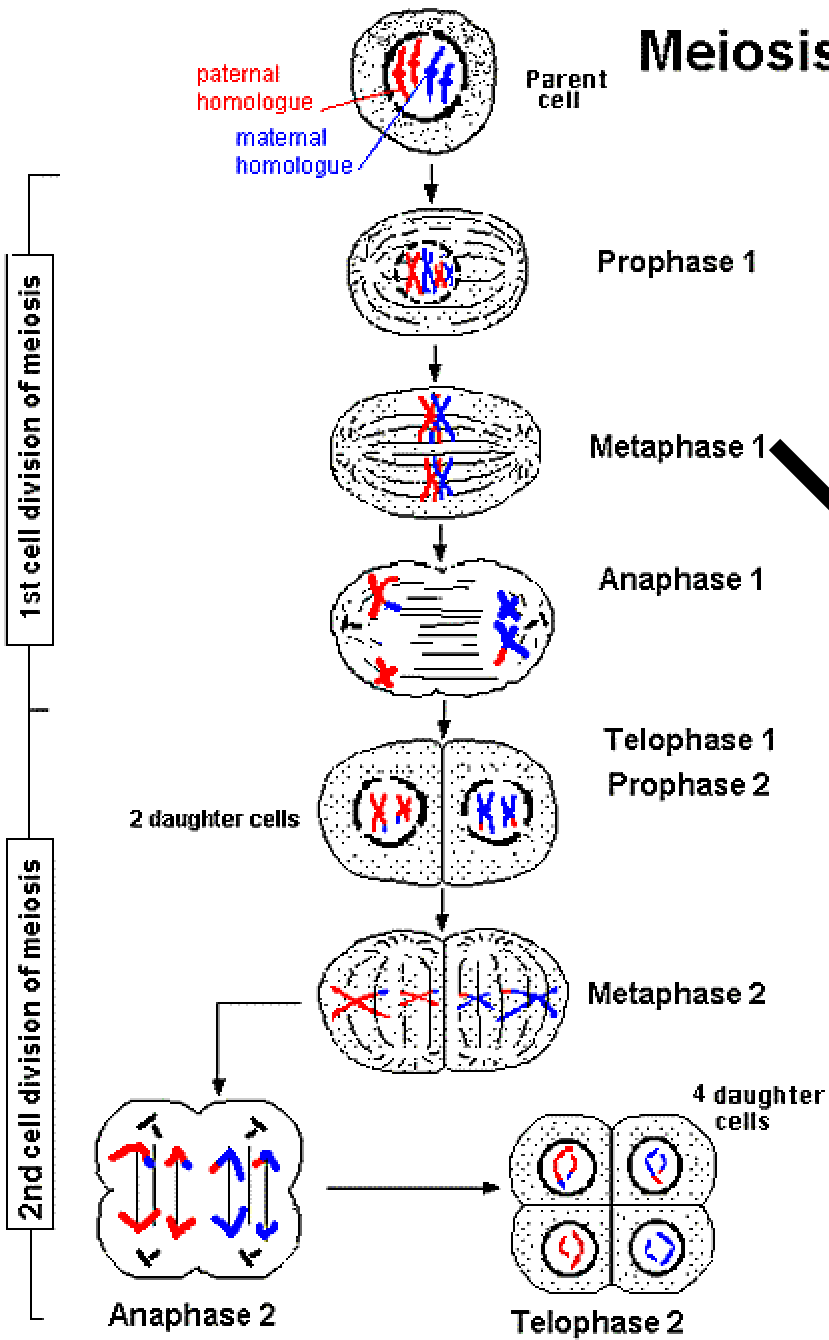 Meiosis
paternal
homologue
maternal
homologue
Parent
cell
1st cell division of meiosis
Prophase 1
Metaphase 1
Anaphase 1
Telophase 1
Prophase 2
2 daughter cells
2nd cell division of meiosis
Metaphase 2
4 daughter
cells
Anaphase 2
Telophase 2